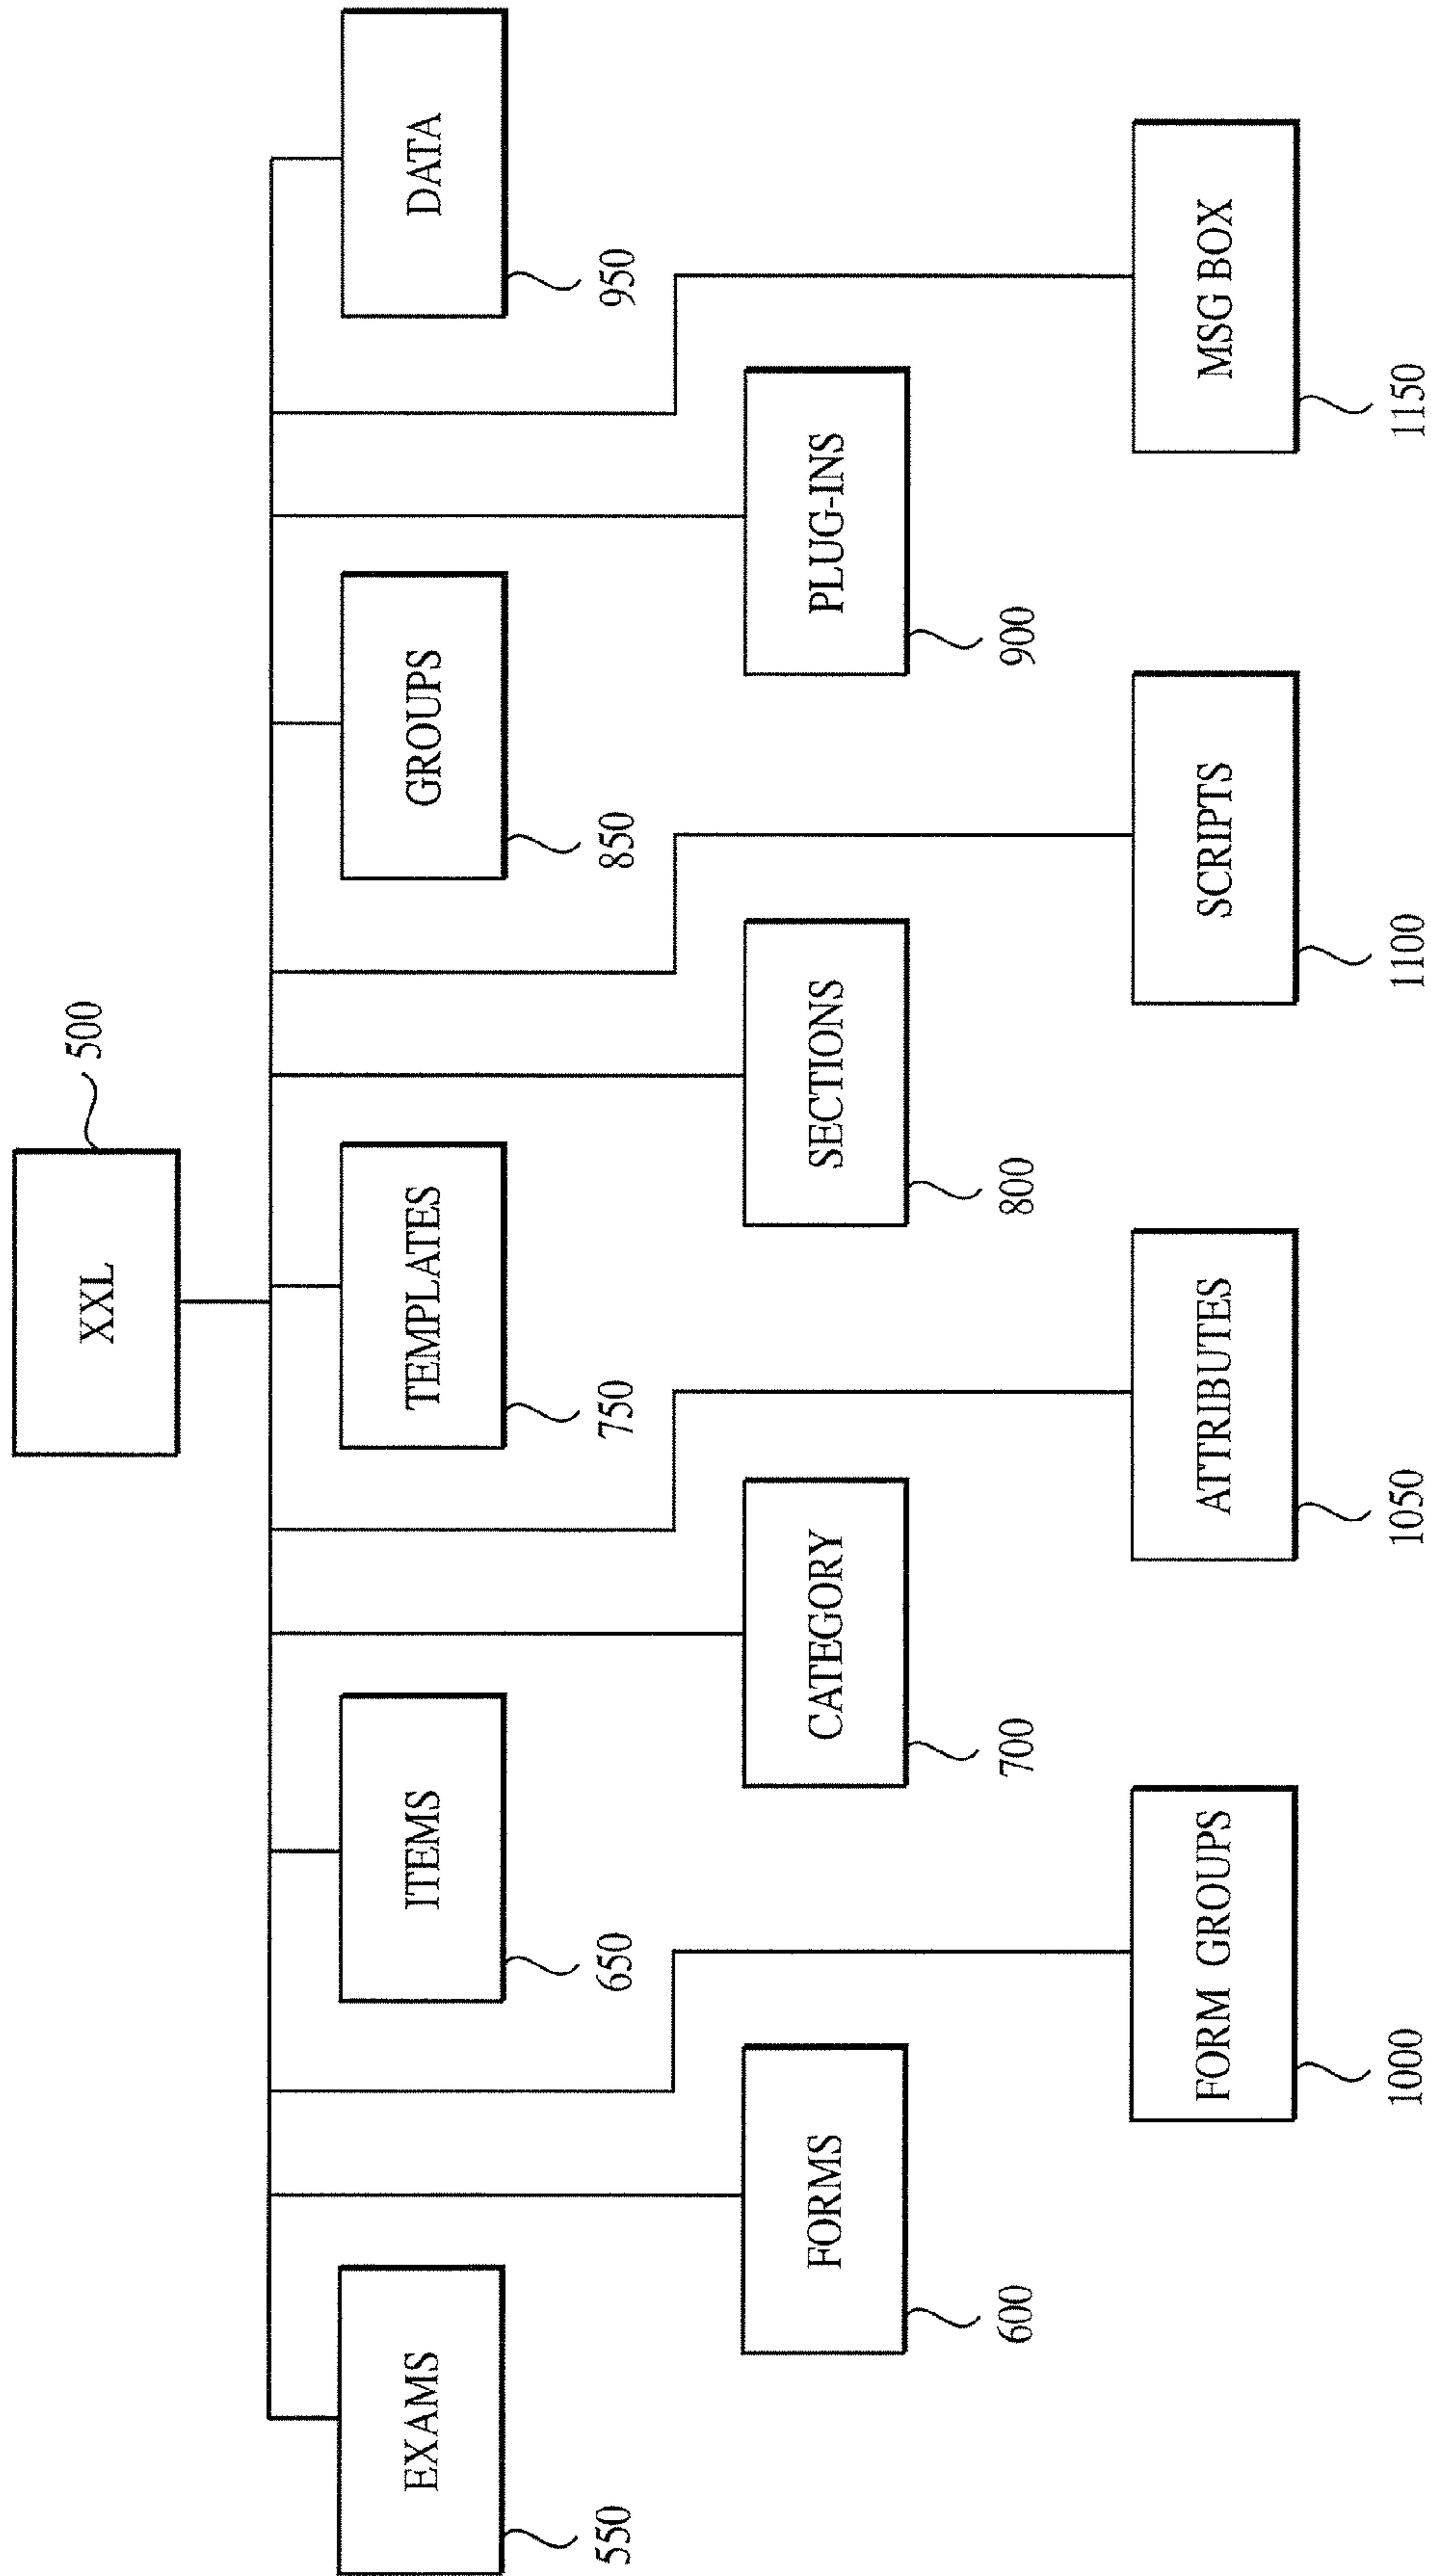 XXL
500
EXAMS
550
ITEMS
650
TEMPLATES
750
GROUPS
850
DATA
950
FORMS
600
CATEGORY
700
SECTIONS
800
PLUG-INS
900
FORM GROUPS
1000
ATTRIBUTES
1050
SCRIPTS
1100
MSG BOX
1150